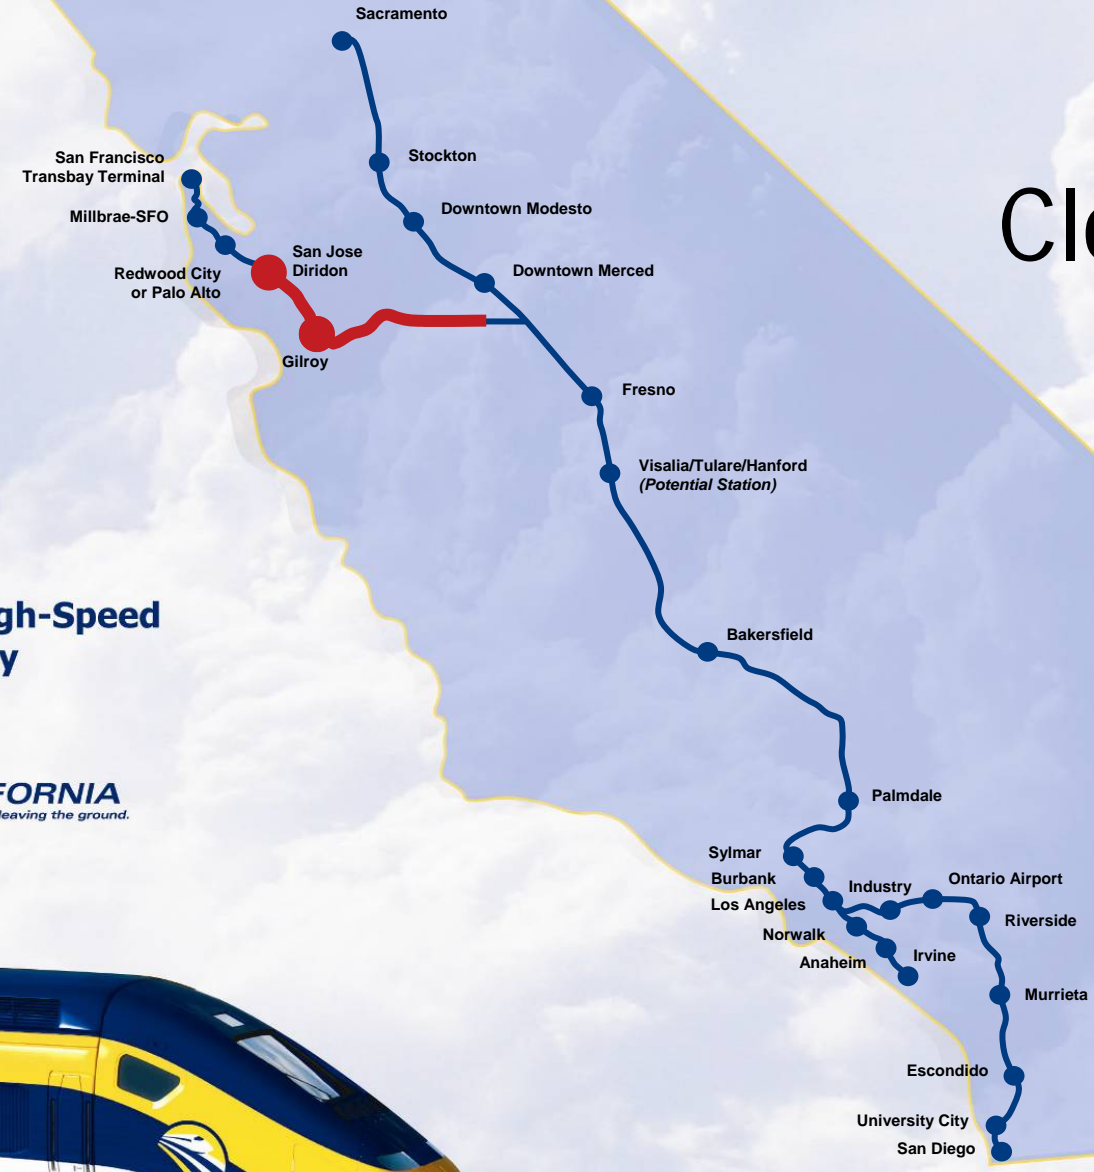 Sacramento
San Francisco
Transbay Terminal
Stockton
Millbrae-SFO
Downtown Modesto
San Jose
Diridon
Redwood City
or Palo Alto
Downtown Merced
Gilroy
Fresno
Visalia/Tulare/Hanford
(Potential Station)
gh-Speed
y
Bakersfield
FORNIA
leaving the ground.
Palmdale
Sylmar
Burbank
Industry
Ontario Airport
Los Angeles
Riverside
Norwalk
Anaheim
Irvine
Murrieta
Escondido
University City
San Diego